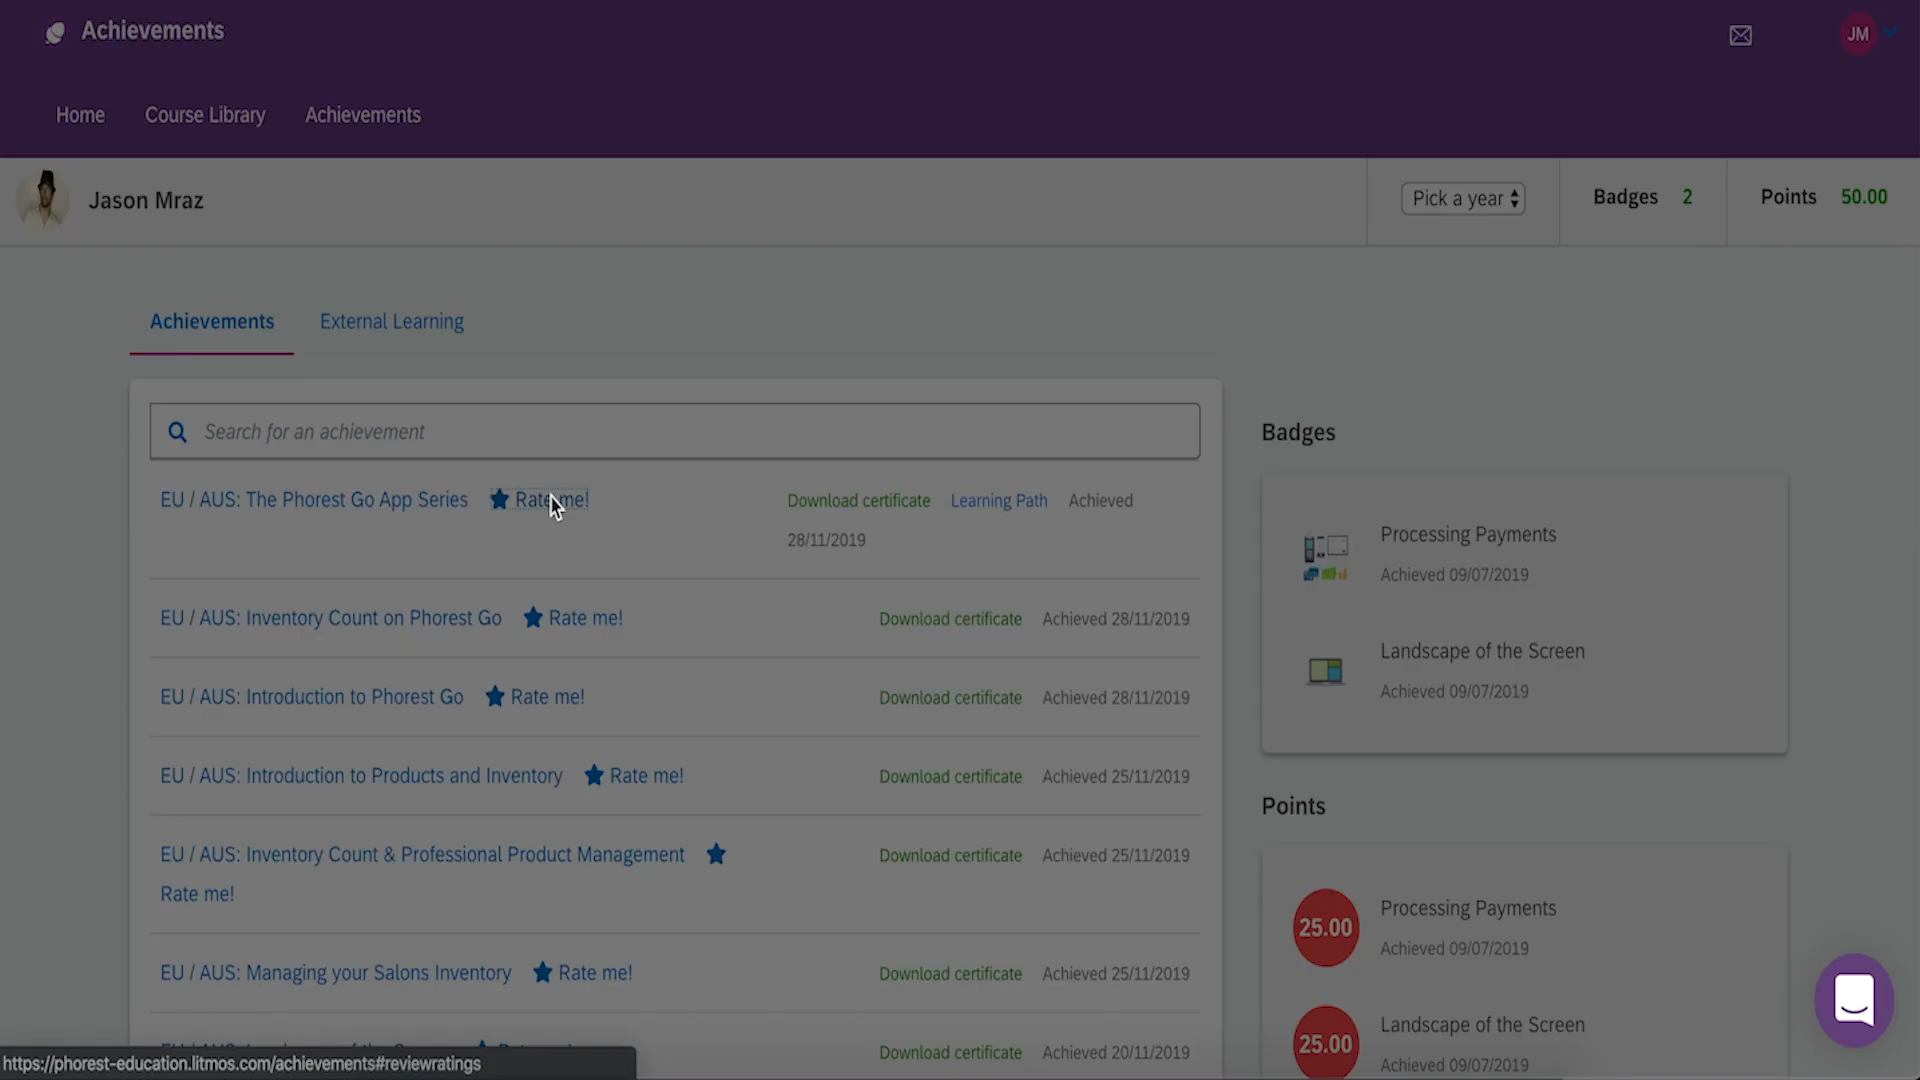 Achievements
JM
Home Course Library Achievements
Jason Mraz
Pick a year
Badges 2
Points 50.00
Achievements External Learning
Search for an achievement
EU / AUS: The Phorest Go App Series Rate me! Download certificate Learning Path Achieved
28/11/2019
EU / AUS: Inventory Count on Phorest Go Rate me! Download certificate Achieved 28/11/2019
EU / AUS: Introduction to Phorest Go Rate me! Download certificate Achieved 28/11/2019
EU / AUS: Introduction to Products and Inventory Rate me! Download certificate Achieved 25/11/2019
EU / AUS: Inventory Count & Professional Product Management
Rate me!
Download certificate Achieved 25/11/2019
EU / AUS: Managing your Salons Inventory Rate me! Download certificate Achieved 25/11/2019
Download certificate Achieved 20/11/2019
Badges
Processing Payments
Achieved 09/07/2019
Landscape of the Screen
Achieved 09/07/2019
Points
25.00
Processing Payments
Achieved 09/07/2019
25.00
Landscape of the Screen
Achieved 09/07/2019
https://phorest-education.litmos.com/achievements#reviewratings